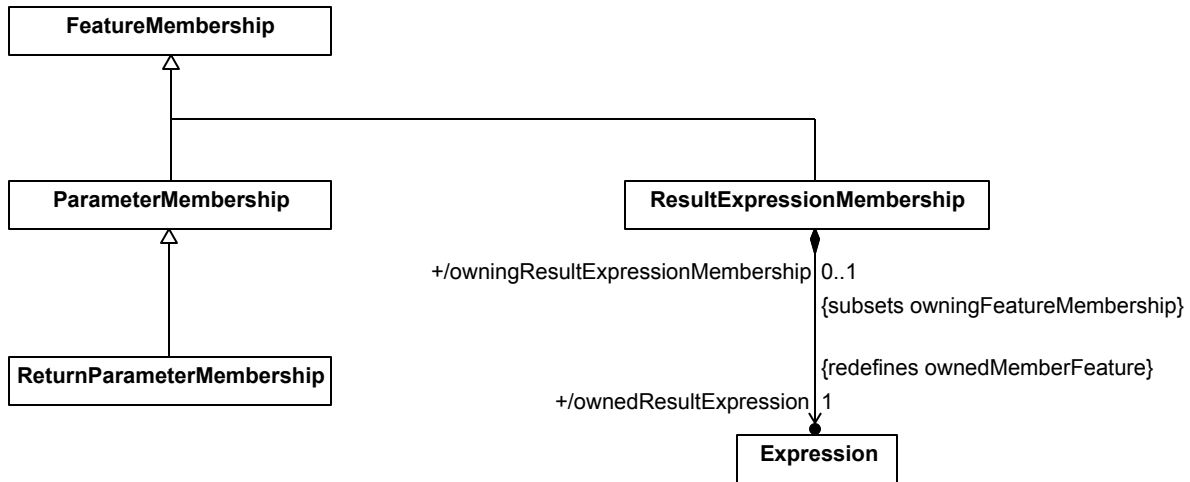 FeatureMembership
ParameterMembership
ResultExpressionMembership
+/owningResultExpressionMembership 0..1
{subsets owningFeatureMembership}
ReturnParameterMembership
{redefines ownedMemberFeature}
+/ownedResultExpression 1
Expression